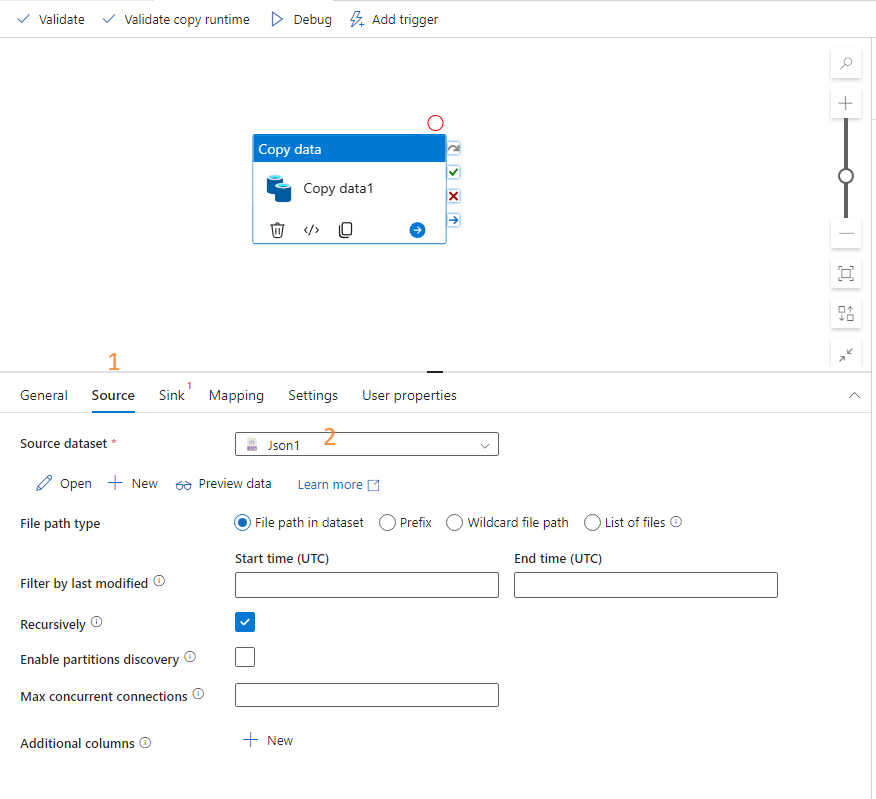 Validate Validate copy runtime Debug Add trigger
Copy data
Copy data1
1
General Source Sink 1 Mapping Settings User properties
Source dataset * Json1 2
Open New Preview data Learn more
File path type File path in dataset Prefix Wildcard file path List of files
Start time (UTC) End time (UTC)
Filter by last modified
Recursively
Enable partitions discovery
Max concurrent connections
Additional columns New